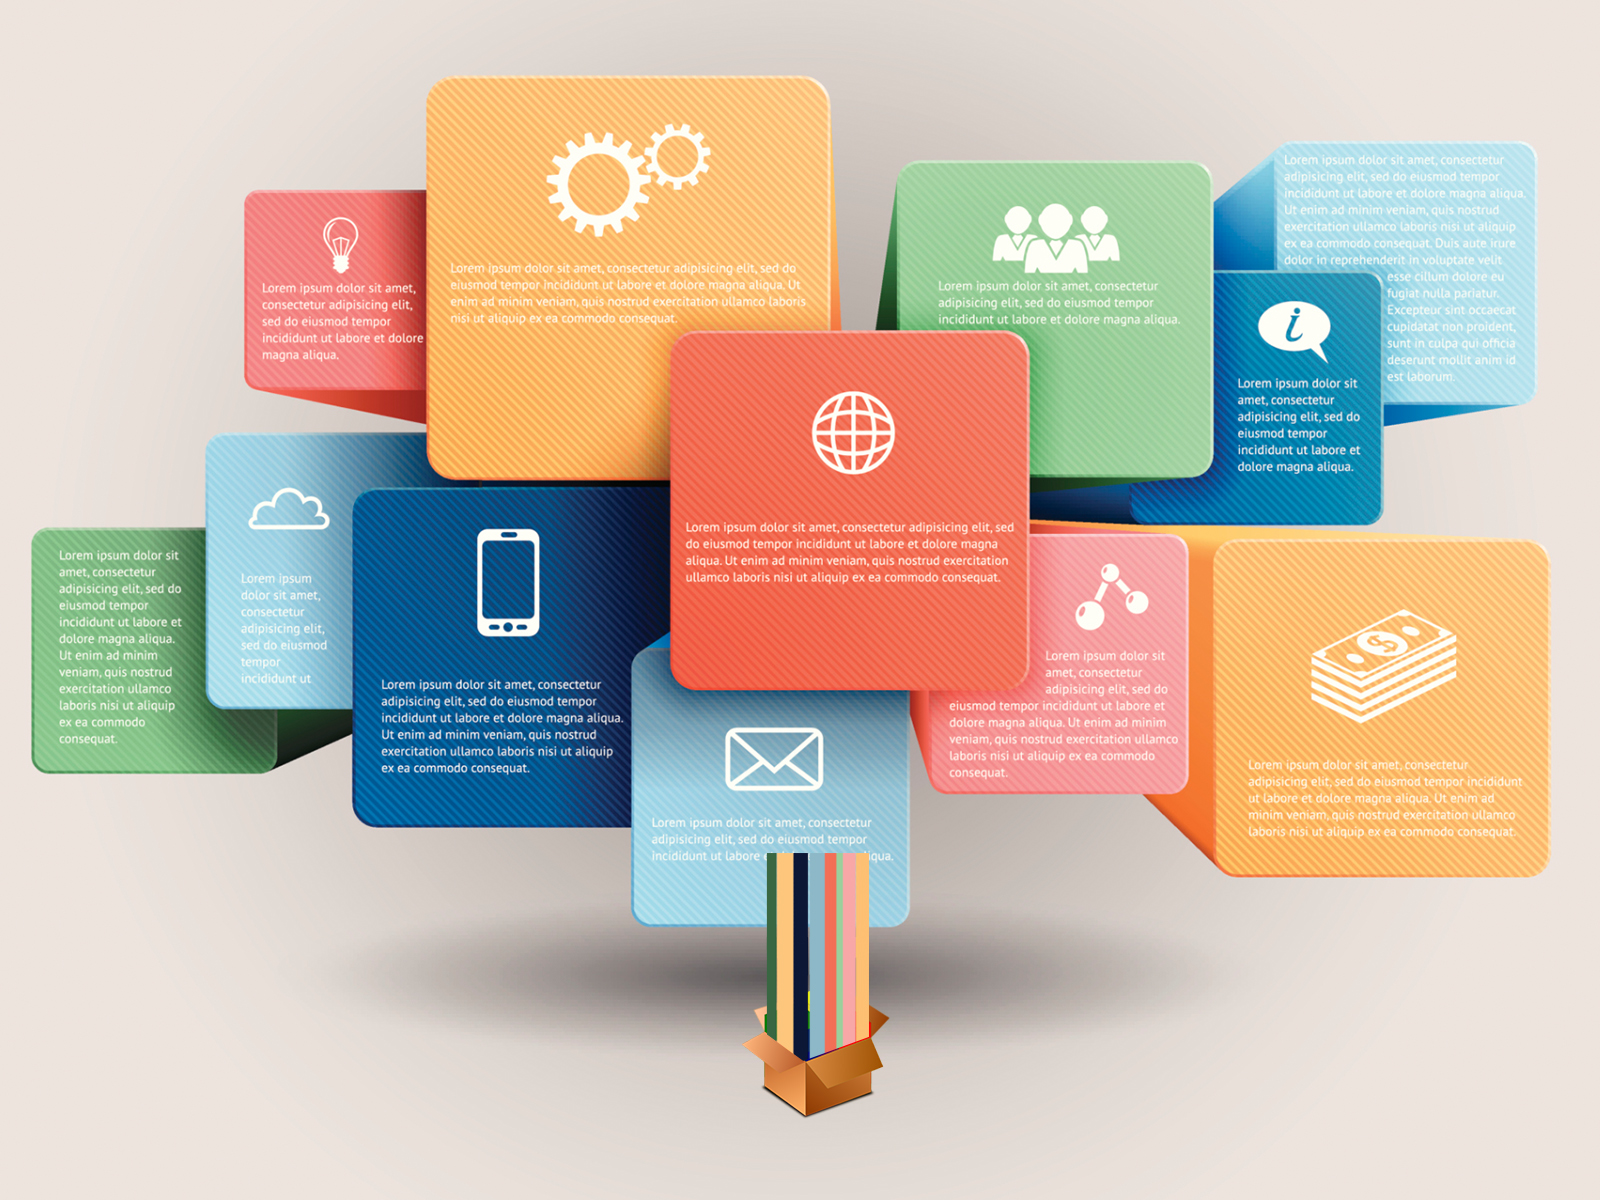 Lorem ipsum dolor sit amet,
consectetur adipisicing elit,
sed do eiusmod tempor
incididunt ut labore et dolore
magna aliqua.
Lorem ipsum dolor sit amet, consectetur adipisicing elit, sed do
eiusmod tempor incididunt ut labore et dolore magna aliqua. Ut
enim ad minim veniam, quis nostrud exercitation ullamco laboris
nisi ut aliquip ex ea commodo consequat.
Lorem ipsum dolor sit amet, consectetur
adipisicing elit, sed do eiusmod tempor
incididunt ut labore et dolore magna aliqua.
Lorem ipsum dolor sit amet, consectetur
adipisicing elit, sed do eiusmod tempor
incididunt ut labore et dolore magna aliqua.
Ut enim ad minim veniam, quis nostrud
exercitation ullamco laboris nisi ut aliquip
ex ea commodo consequat. Duis aute irure
dolor in reprehenderit in voluptate velit
esse cillum dolore eu
fugiat nulla pariatur.
Excepteur sint occaecat
cupidatat non proident,
sunt in culpa qui officia
deserunt mollit anim id
est laborum.
i
Lorem ipsum dolor sit
amet, consectetur
adipisicing elit, sed do
eiusmod tempor
incididunt ut labore et
dolore magna aliqua.
Lorem ipsum dolor sit
amet, consectetur
adipisicing elit, sed do
eiusmod tempor
incididunt ut labore et
dolore magna aliqua.
Ut enim ad minim
veniam, quis nostrud
exercitation ullamco
laboris nisi ut aliquip
ex ea commodo
consequat.
Lorem ipsum
dolor sit amet,
consectetur
adipisicing elit,
sed do eiusmod
tempor
incididunt ut
Lorem ipsum dolor sit amet, consectetur
adipisicing elit, sed do eiusmod tempor
incididunt ut labore et dolore magna aliqua.
Ut enim ad minim veniam, quis nostrud
exercitation ullamco laboris nisi ut aliquip
ex ea commodo consequat.
Lorem ipsum dolor sit amet, consectetur adipisicing elit, sed
do eiusmod tempor incididunt ut labore et dolore magna
aliqua. Ut enim ad minim veniam, quis nostrud exercitation
ullamco laboris nisi ut aliquip ex ea commodo consequat.
Lorem ipsum dolor sit amet, consectetur
adipisicing elit, sed do eiusmod tempor
incididunt ut labore
Lorem ipsum dolor sit
amet, consectetur
adipisicing elit, sed do
eiusmod tempor incididunt ut labore et
dolore magna aliqua. Ut enim ad minim
veniam, quis nostrud exercitation ullamco
laboris nisi ut aliquip ex ea commodo
consequat.
$
Lorem ipsum dolor sit amet, consectetur
adipisicing elit, sed do eiusmod tempor incididunt
ut labore et dolore magna aliqua. Ut enim ad
minim veniam, quis nostrud exercitation ullamco
laboris nisi ut aliquip ex ea commodo consequat.